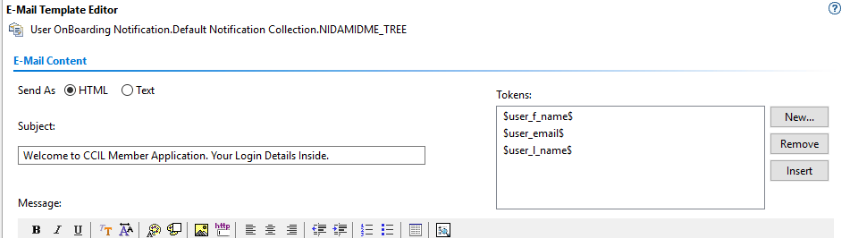 E-Mail Template Editor
User OnBoarding Notification.Default Notification Collection.NIDAMIDME_TREE
E-Mail Content
Send As HTML Text
Tokens:
$user_f_name$
$user_email$
$user_l_name$
New...
Remove
Insert
Subject:
Welcome to CCIL Member Application. Your Login Details Inside.
Message:
B I U